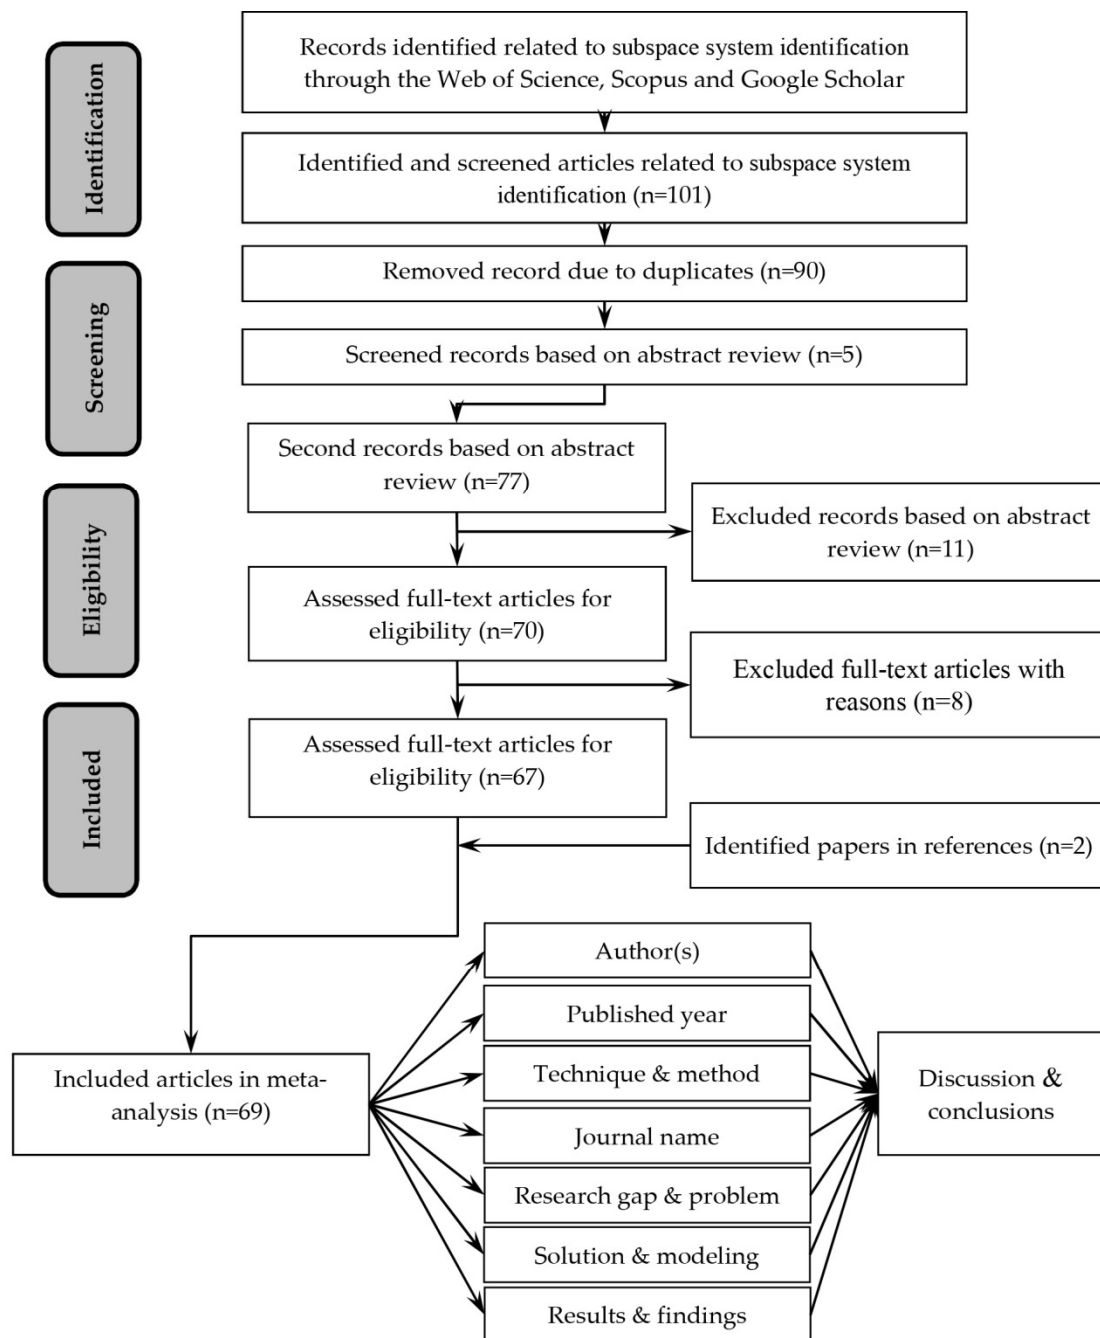 Records identified related to subspace system identification
through the Web of Science, Scopus and Google Scholar
Identification
Identified and screened articles related to subspace system
identification (n=101)
Removed record due to duplicates (n=90)
Screening
Screened records based on abstract review (n=5)
Second records based on abstract
review (n=77)
Excluded records based on abstract
review (n=11)
Eligibility
Assessed full-text articles for
eligibility (n=70)
Excluded full-text articles with
reasons (n=8)
Included
Assessed full-text articles for
eligibility (n=67)
Identified papers in references (n=2)
Included articles in meta-
analysis (n=69)
Author(s)
Published year
Technique & method
Journal name
Research gap & problem
Solution & modeling
Results & findings
Discussion &
conclusions